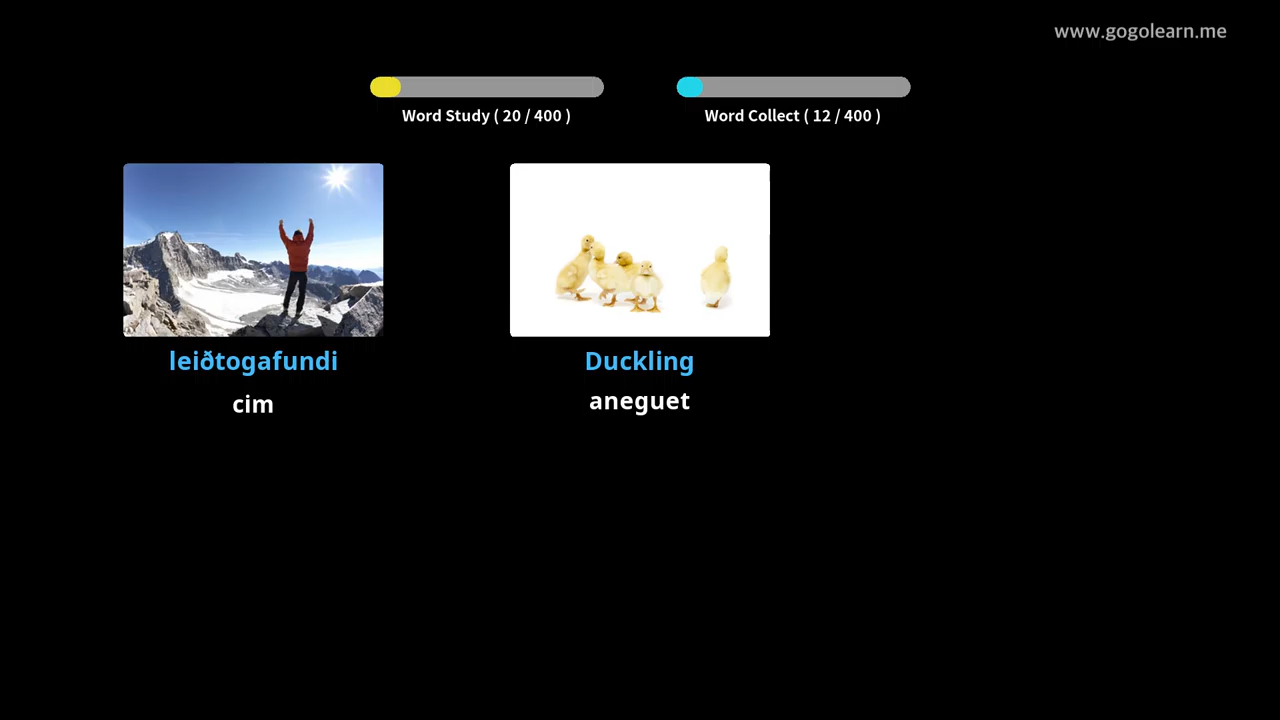 www.gogolearn.me
Word Study ( 20 / 400 )
Word Collect ( 12 / 400 )
leiðtogafundi
cim
Duckling
aneguet